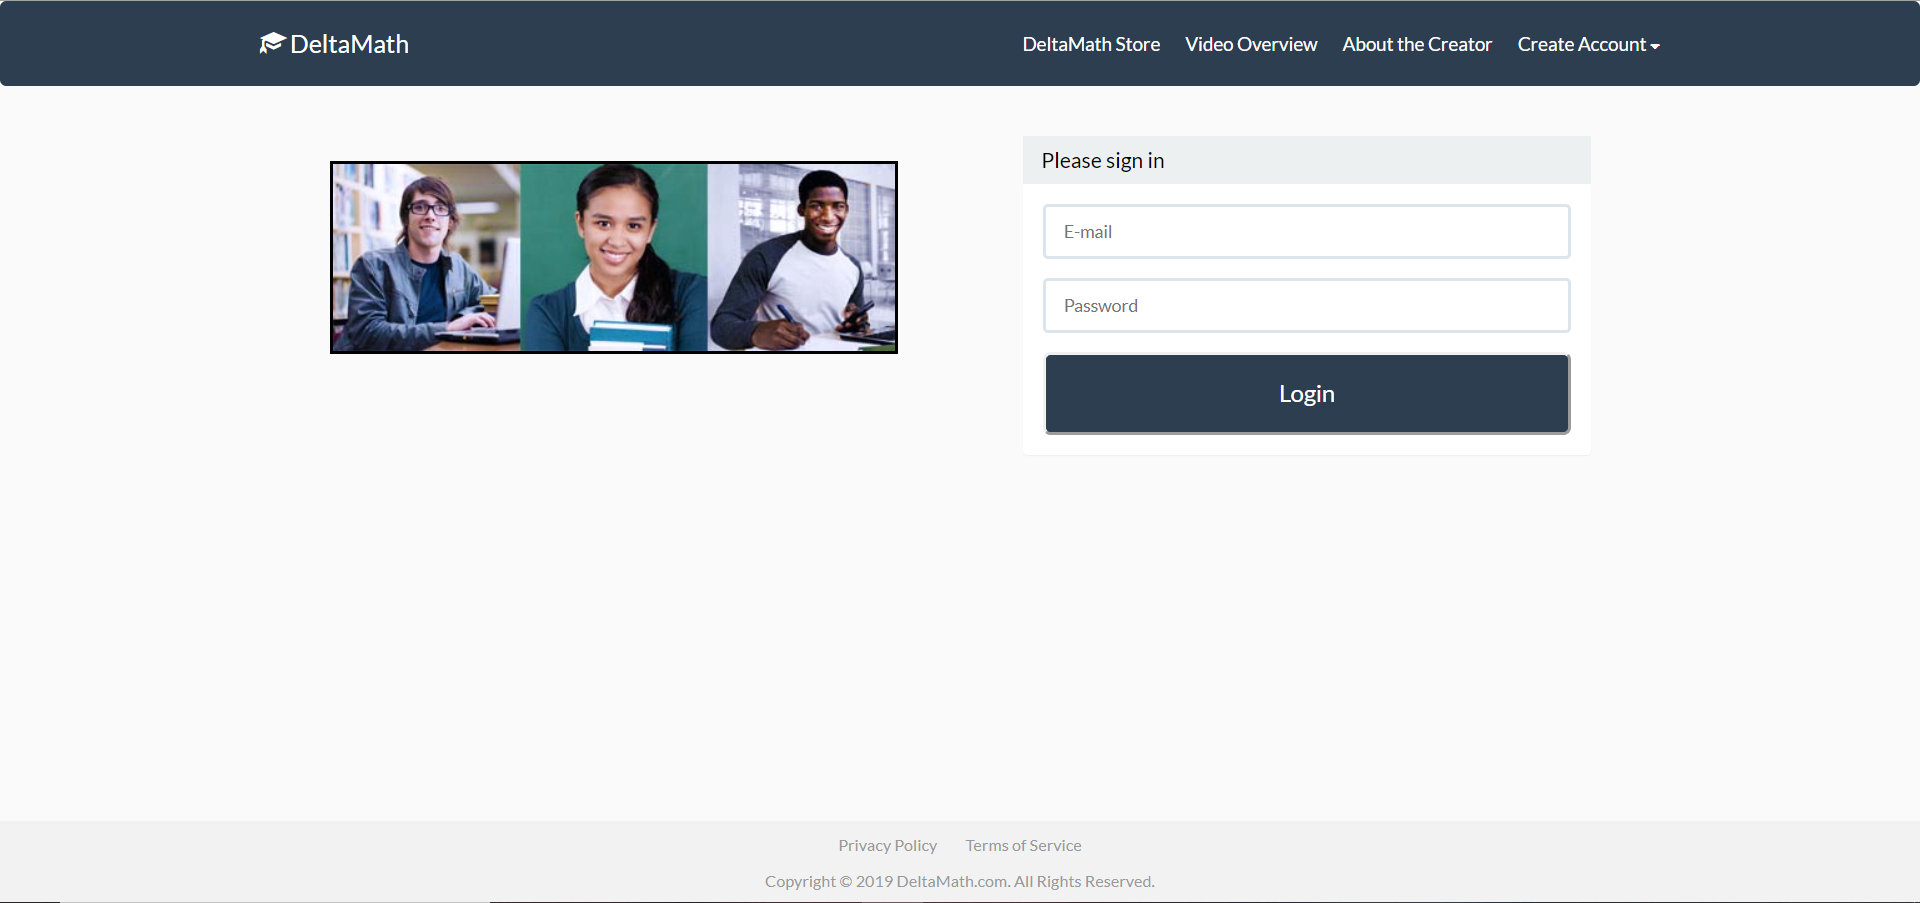 DeltaMath
DeltaMath Store Video Overview About the Creator Create Account
Please sign in
E-mail
Password
Login
Privacy Policy Terms of Service
Copyright © 2019 DeltaMath.com. All Rights Reserved.